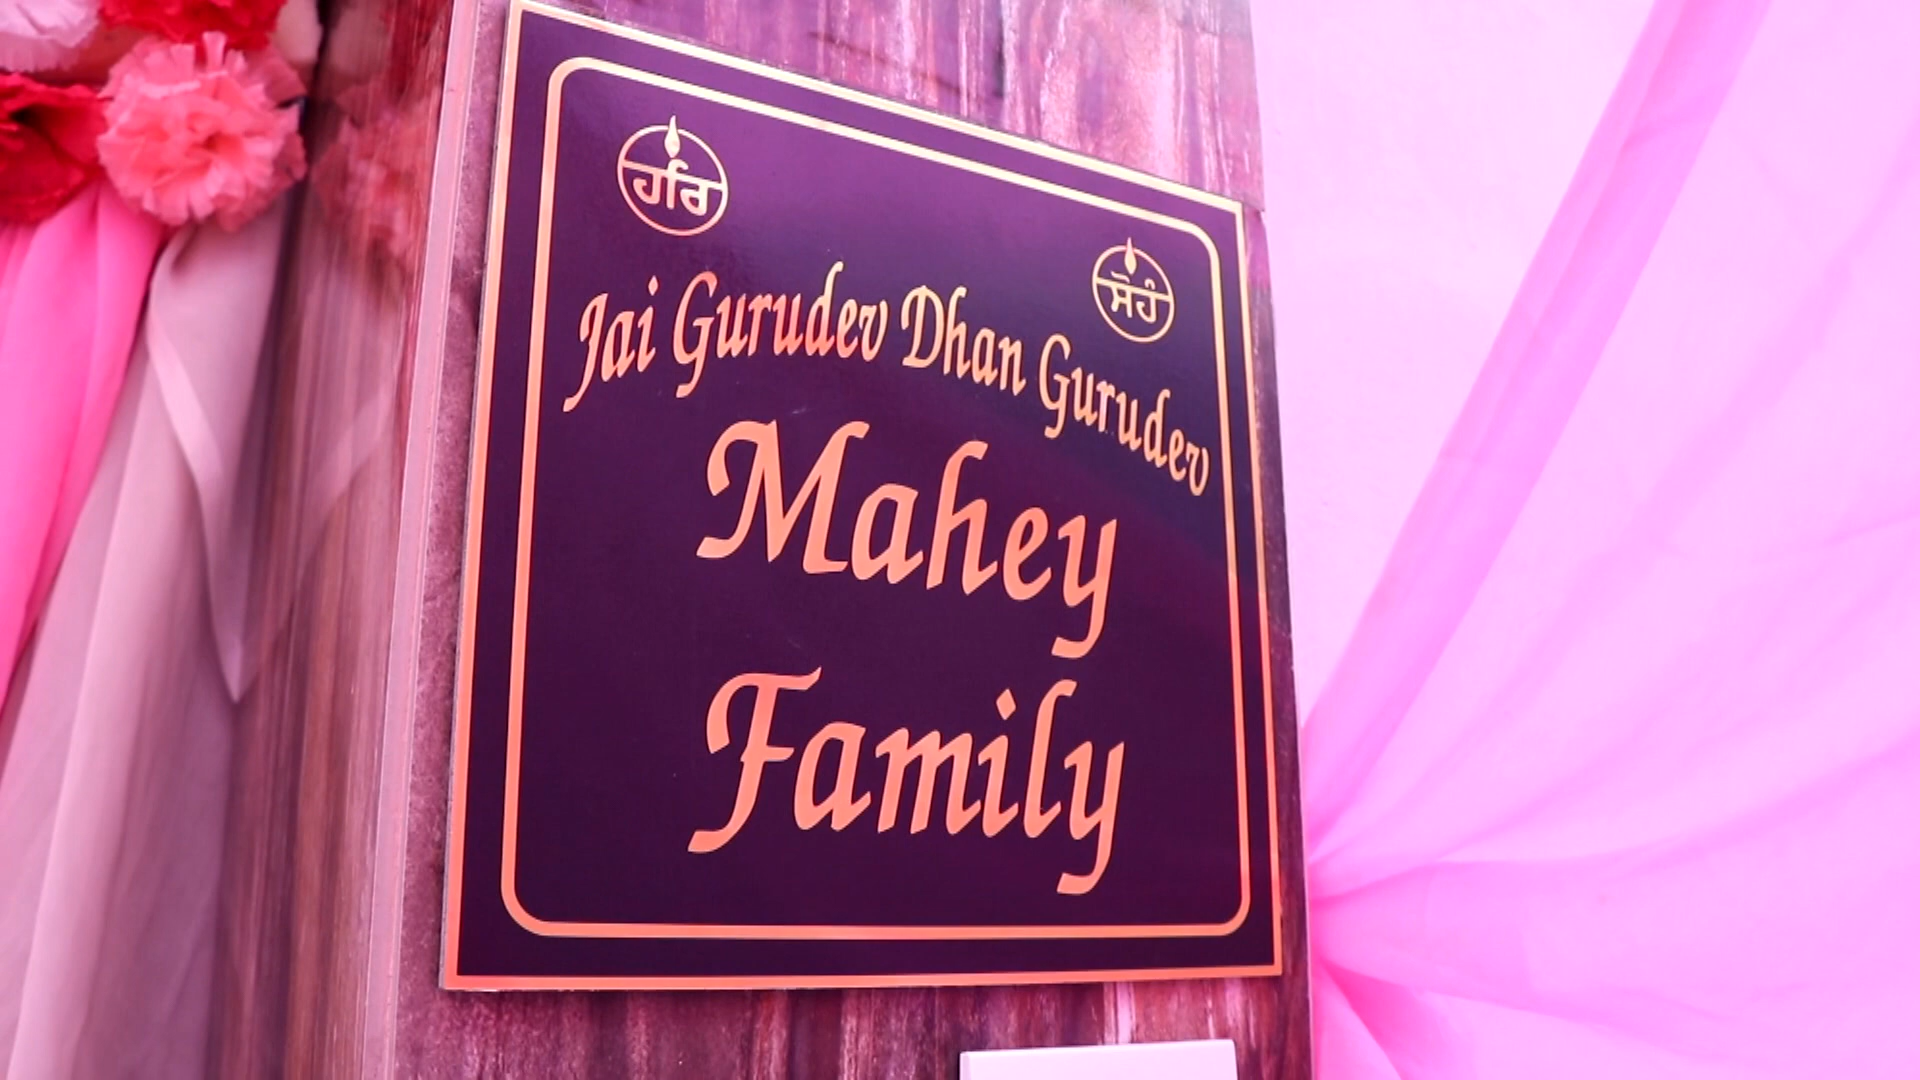 ਹਰਿ
ਸੋਹੰ
Jai Gurudev Dhan Gurudev
Mahey
Family